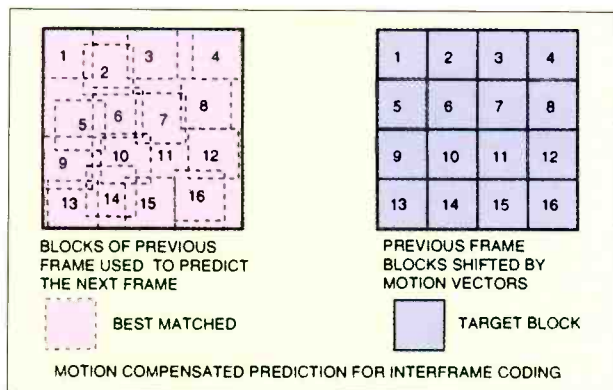 1 2 3 4
5 6 7 8
9 10 11 12
13 14 15 16
1 2 3 4
5 6 7 8
9 10 11 12
13 14 15 16
BLOCKS OF PREVIOUS
FRAME USED TO PREDICT
THE NEXT FRAME
PREVIOUS FRAME
BLOCKS SHIFTED BY
MOTION VECTORS
BEST MATCHED
TARGET BLOCK
MOTION COMPENSATED PREDICTION FOR INTERFRAME CODING